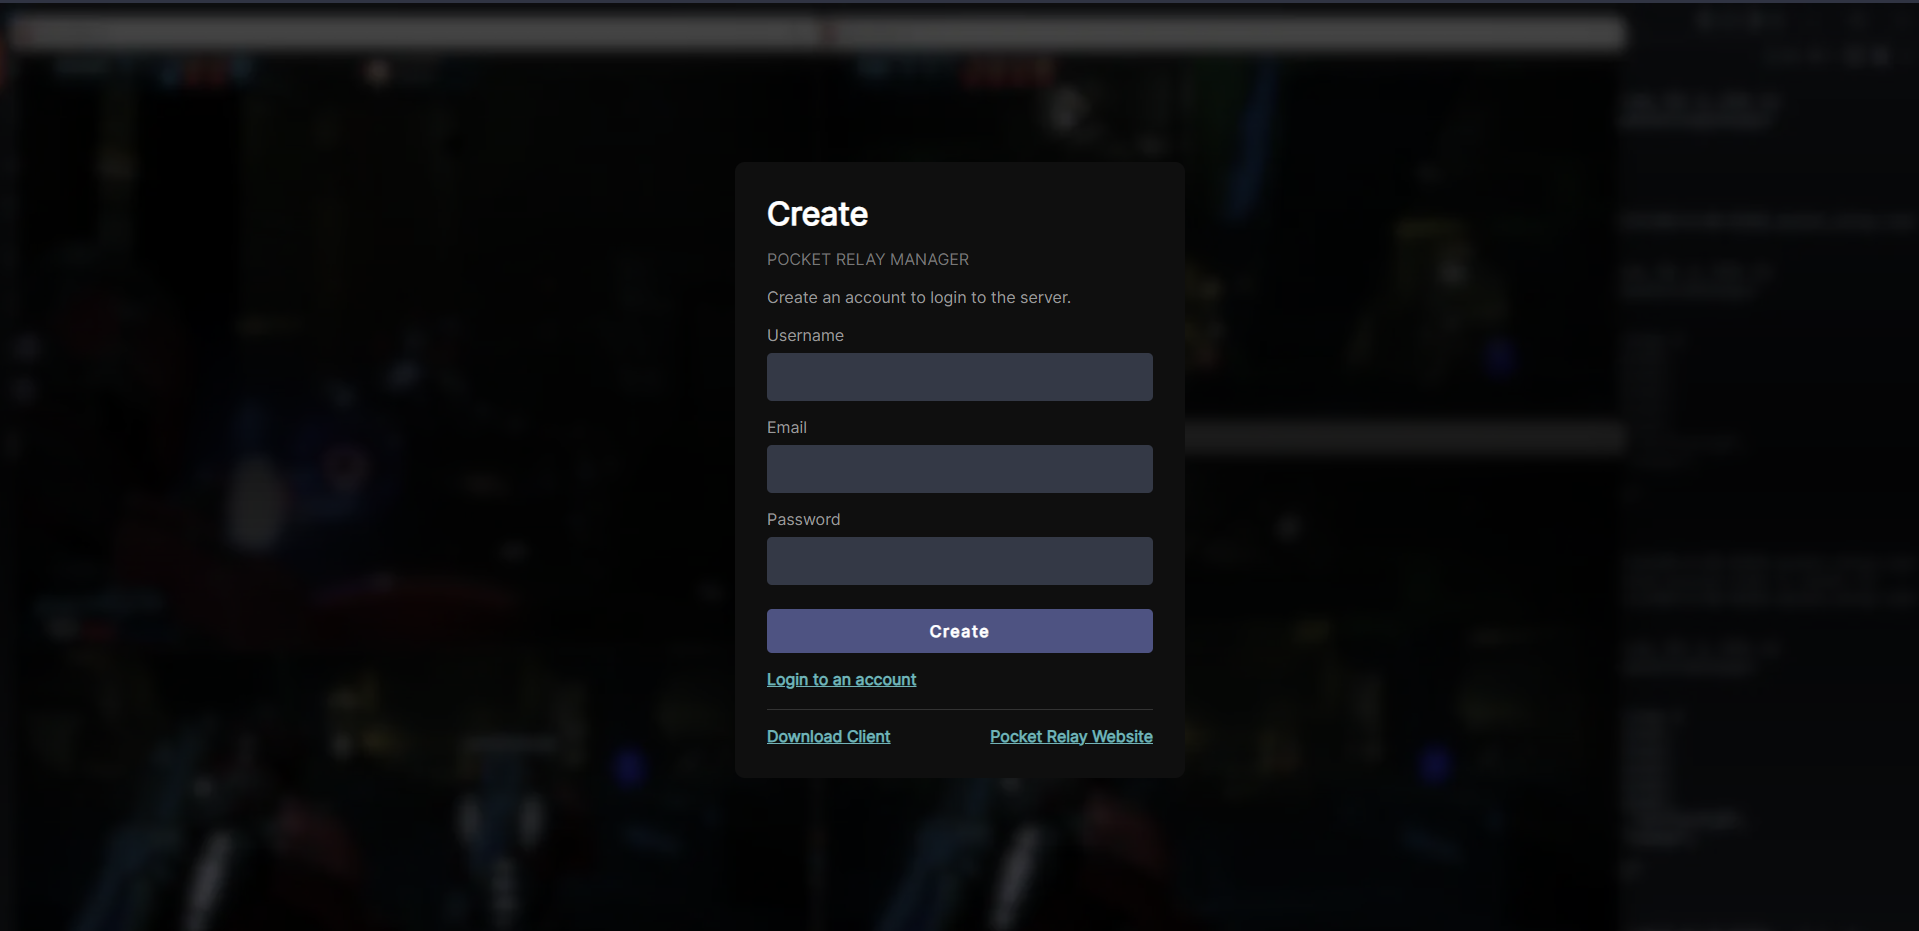 Create
POCKET RELAY MANAGER
Create an account to login to the server.
Username
Email
Password
Create
Login to an account
Download Client
Pocket Relay Website